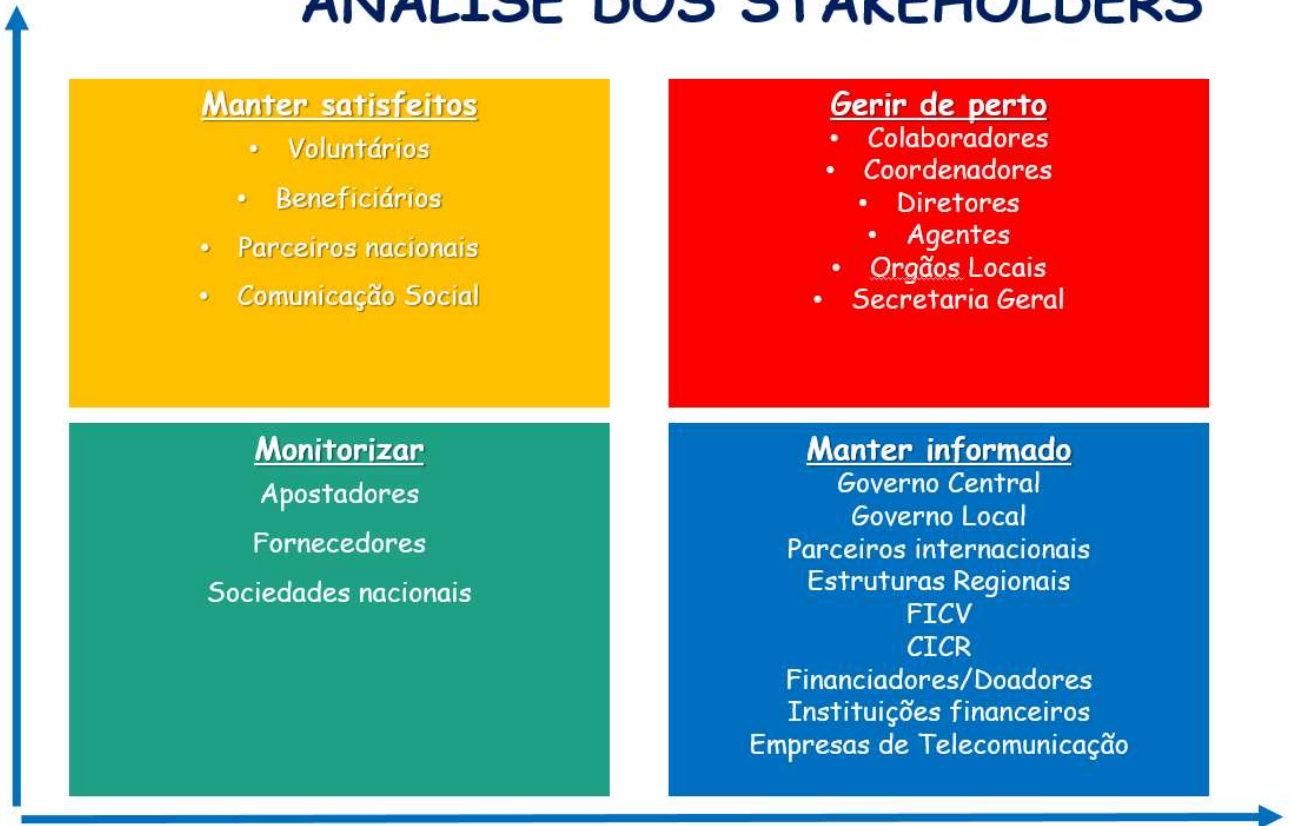 ANÁLISE DOS STAKEHOLDERS
Manter satisfeitos
• Voluntários
• Beneficiários
• Parceiros nacionais
• Comunicação Social
Gerir de perto
• Colaboradores
• Coordenadores
• Diretores
• Agentes
• Orgãos Locais
• Secretaria Geral
Monitorizar
Apostadores
Fornecedores
Sociedades nacionais
Manter informado
Governo Central
Governo Local
Parceiros internacionais
Estruturas Regionais
FICV
CICR
Financiadores/Doadores
Instituições financeiros
Empresas de Telecomunicação